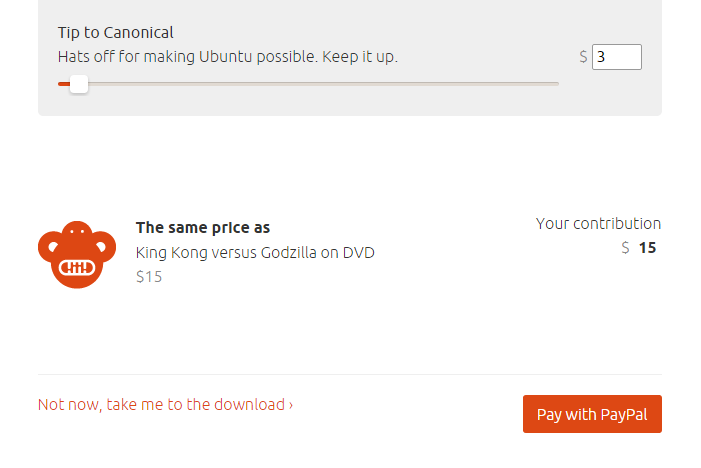 Tip to Canonical
Hats off for making Ubuntu possible. Keep it up.
$ 3
The same price as
King Kong versus Godzilla on DVD
$15
Your contribution
$ 15
Not now, take me to the download ›
Pay with PayPal